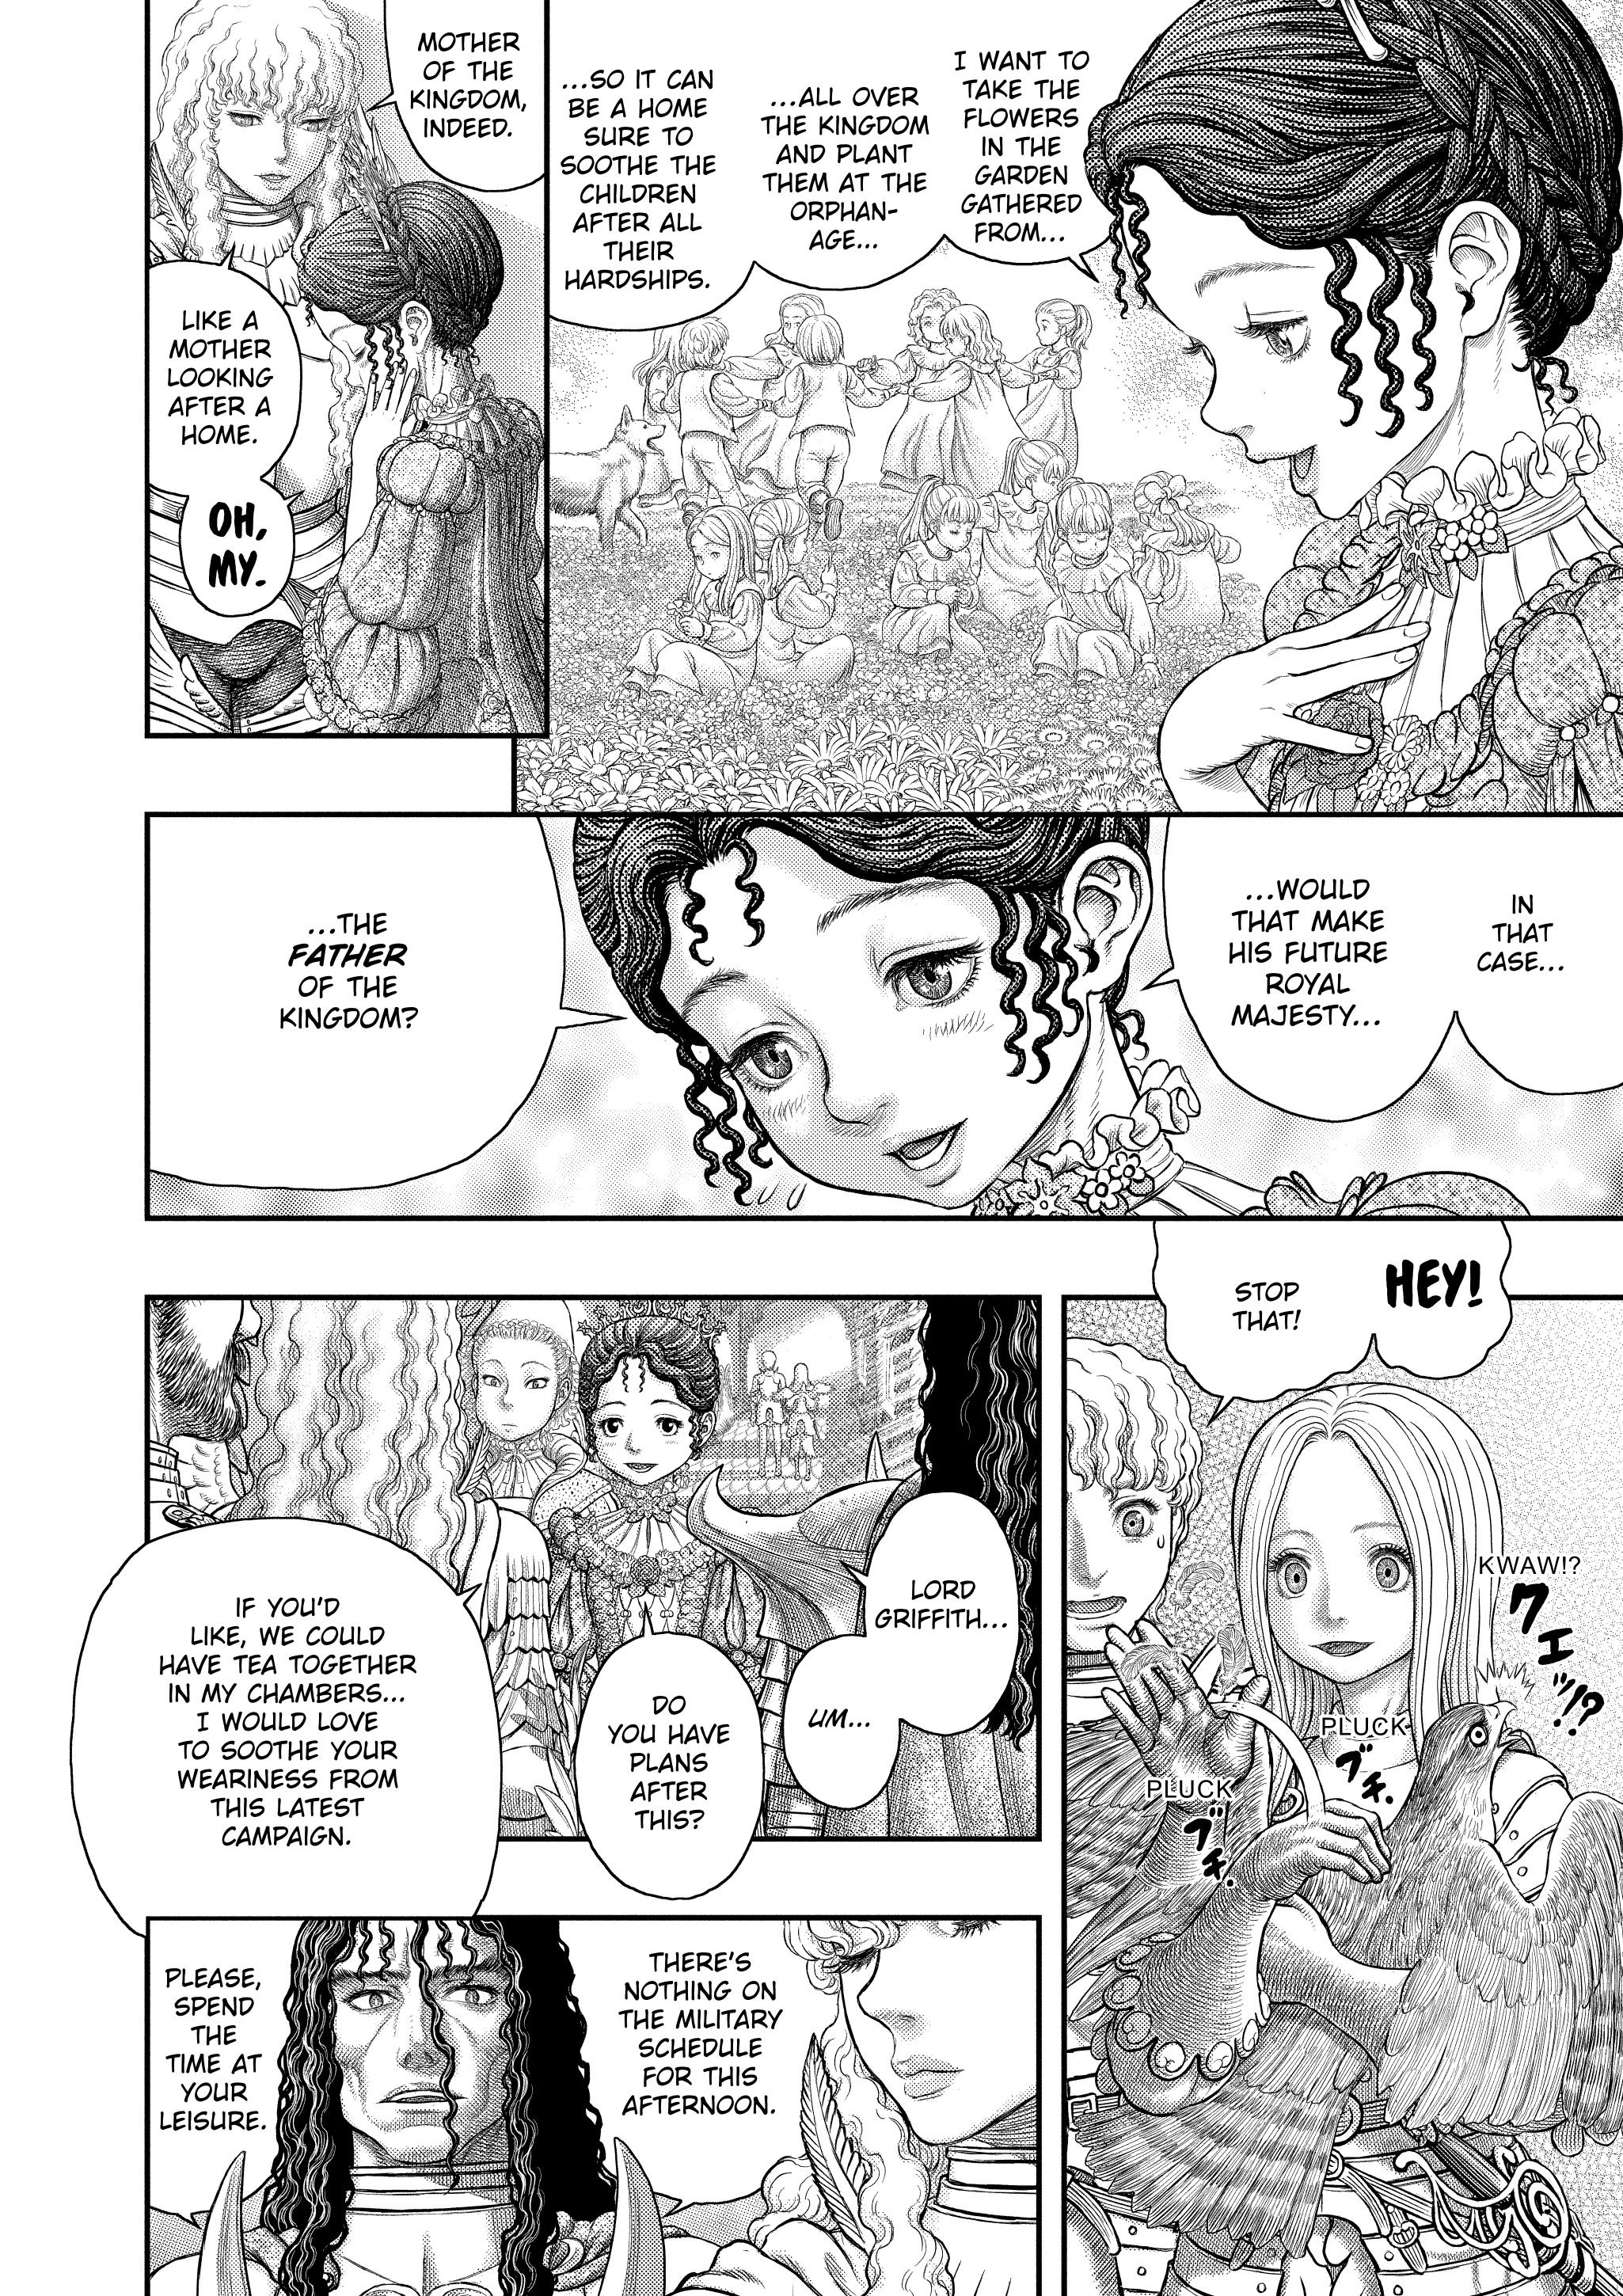 I WANT TO
TAKE THE
FLOWERS
IN THE
GARDEN
GATHERED
FROM...
...ALL OVER
THE KINGDOM
AND PLANT
THEM AT THE
ORPHAN-
AGE...
...SO IT CAN
BE A HOME
SURE TO
SOOTHE THE
CHILDREN
AFTER ALL
THEIR
HARDSHIPS.
MOTHER
OF THE
KINGDOM,
INDEED.
LIKE A
MOTHER
LOOKING
AFTER A
HOME.
OH,
MY.
IN
THAT
CASE...
...WOULD
THAT MAKE
HIS FUTURE
ROYAL
MAJESTY...
...THE
FATHER
OF THE
KINGDOM?
HEY!
STOP
THAT!
KWAW!?
クエッ!?
PLUCK
ブチ.
PLUCK
ブチ.
LORD
GRIFFITH...
UM...
DO
YOU HAVE
PLANS
AFTER
THIS?
IF YOU'D
LIKE, WE COULD
HAVE TEA TOGETHER
IN MY CHAMBERS...
I WOULD LOVE
TO SOOTHE YOUR
WEARINESS FROM
THIS LATEST
CAMPAIGN.
THERE'S
NOTHING ON
THE MILITARY
SCHEDULE
FOR THIS
AFTERNOON.
PLEASE,
SPEND
THE
TIME AT
YOUR
LEISURE.